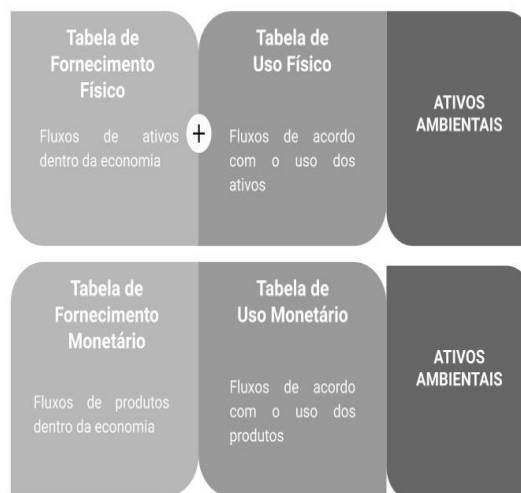 Tabela de
Fornecimento
Físico
Fluxos de ativos
dentro da economia
+
Tabela de
Uso Físico
Fluxos de acordo
com o uso dos
ativos
ATIVOS
AMBIENTAIS
Tabela de
Fornecimento
Monetário
Fluxos de produtos
dentro da economia
Tabela de
Uso Monetário
Fluxos de acordo
com o uso dos
produtos
ATIVOS
AMBIENTAIS